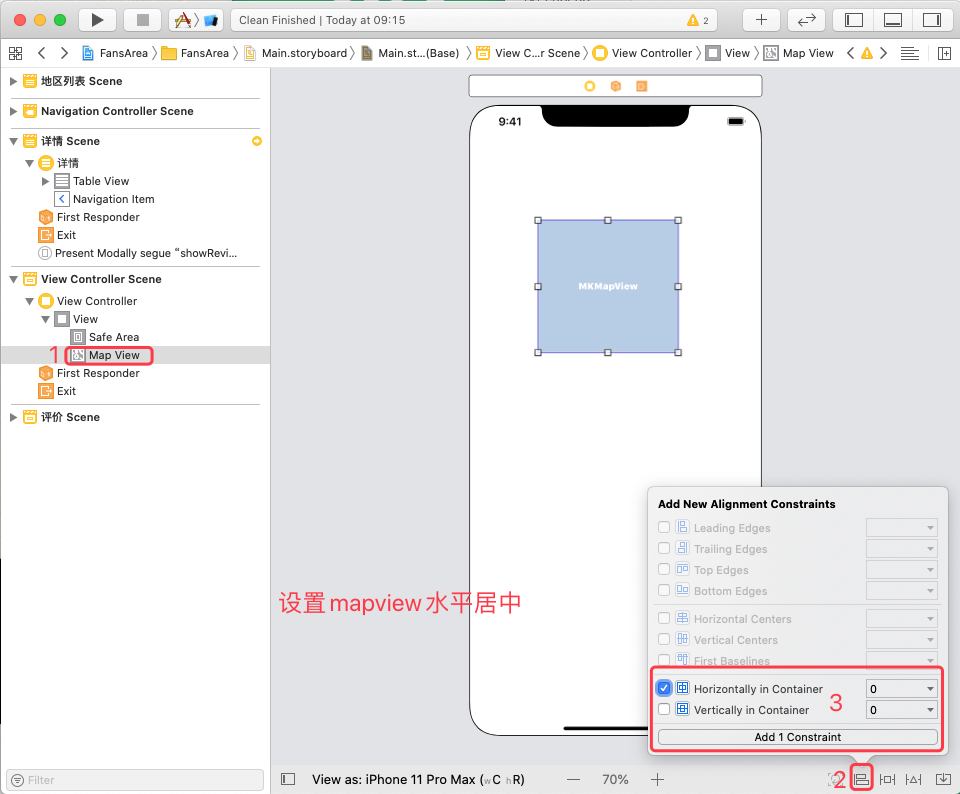 Clean Finished | Today at 09:15
2
FansArea
FansArea
Main.storyboard
Main.st...(Base)
View C...r Scene
View Controller
View
Map View
地区列表 Scene
Navigation Controller Scene
详情 Scene
详情
Table View
Navigation Item
First Responder
Exit
Present Modally segue “showRevi...
View Controller Scene
View Controller
View
Safe Area
1
Map View
First Responder
Exit
评价 Scene
Filter
9:41
MKMapView
设置mapview水平居中
Add New Alignment Constraints
Leading Edges
Trailing Edges
Top Edges
Bottom Edges
Horizontal Centers
Vertical Centers
First Baselines
Horizontally in Container
0
Vertically in Container
0
3
Add 1 Constraint
View as: iPhone 11 Pro Max (wC hR)
70%
2